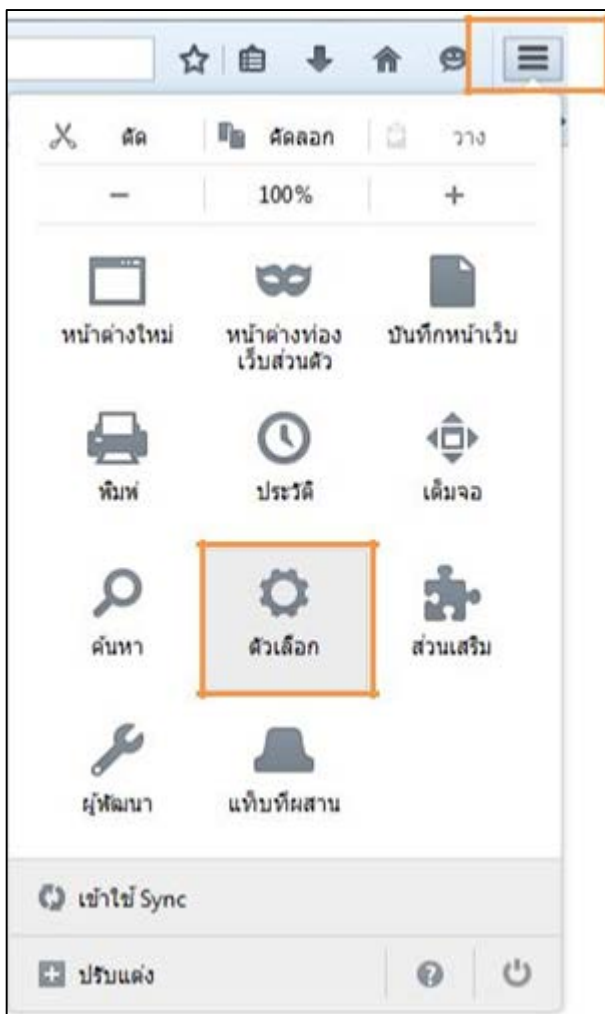 ตัด คัดลอก วาง
− 100% +
หน้าต่างใหม่ หน้าต่างท่อง บันทึกหน้าเว็บ
เว็บส่วนตัว
พิมพ์ ประวัติ เต็มจอ
ค้นหา ตัวเลือก ส่วนเสริม
ผู้พัฒนา แท็บที่ผสาน
เข้าใช้ Sync
ปรับแต่ง